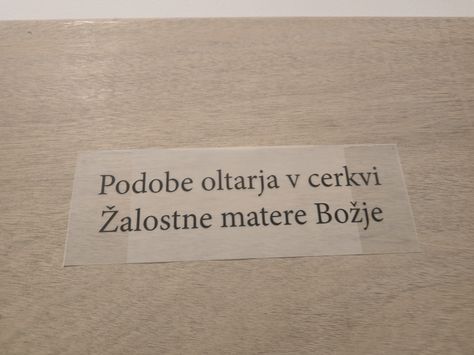 Podobe oltarja v cerkvi
Žalostne matere Božje